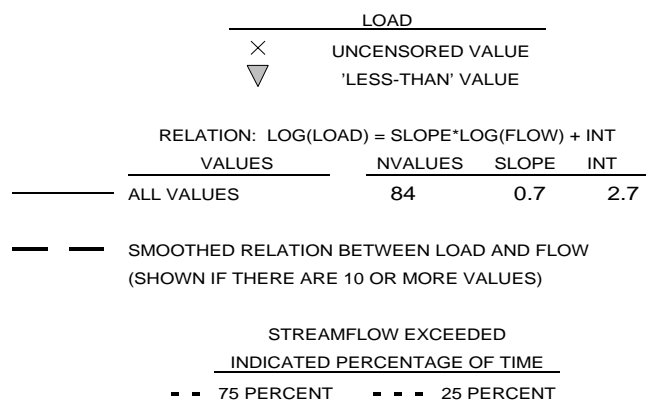 LOAD
× UNCENSORED VALUE
'LESS-THAN' VALUE
RELATION: LOG(LOAD) = SLOPE*LOG(FLOW) + INT
VALUES NVALUES SLOPE INT
ALL VALUES 84 0.7 2.7
SMOOTHED RELATION BETWEEN LOAD AND FLOW
(SHOWN IF THERE ARE 10 OR MORE VALUES)
STREAMFLOW EXCEEDED
INDICATED PERCENTAGE OF TIME
75 PERCENT 25 PERCENT